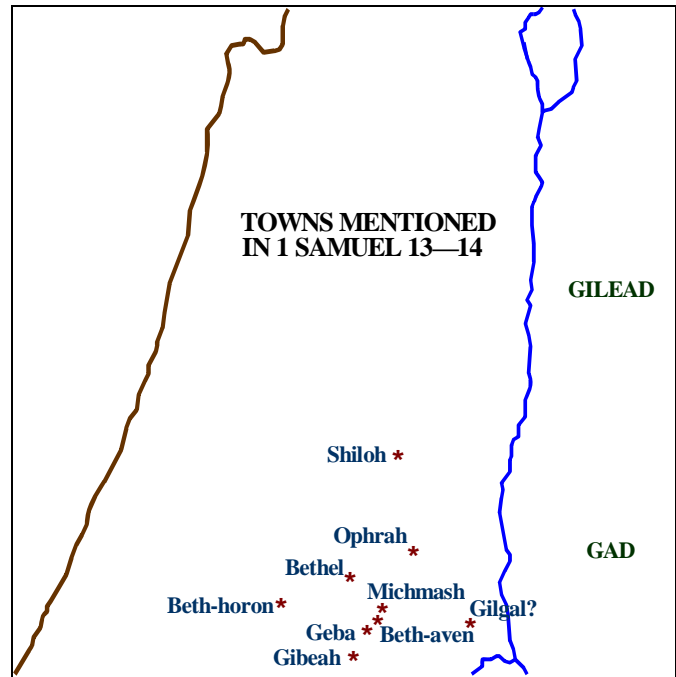 TOWNS MENTIONED
IN 1 SAMUEL 13—14
GILEAD
Shiloh *
Ophrah
*
GAD
Bethel
*
Beth-horon *
Michmash
*
Gilgal?
*
Geba *
* Beth-aven
Gibeah *